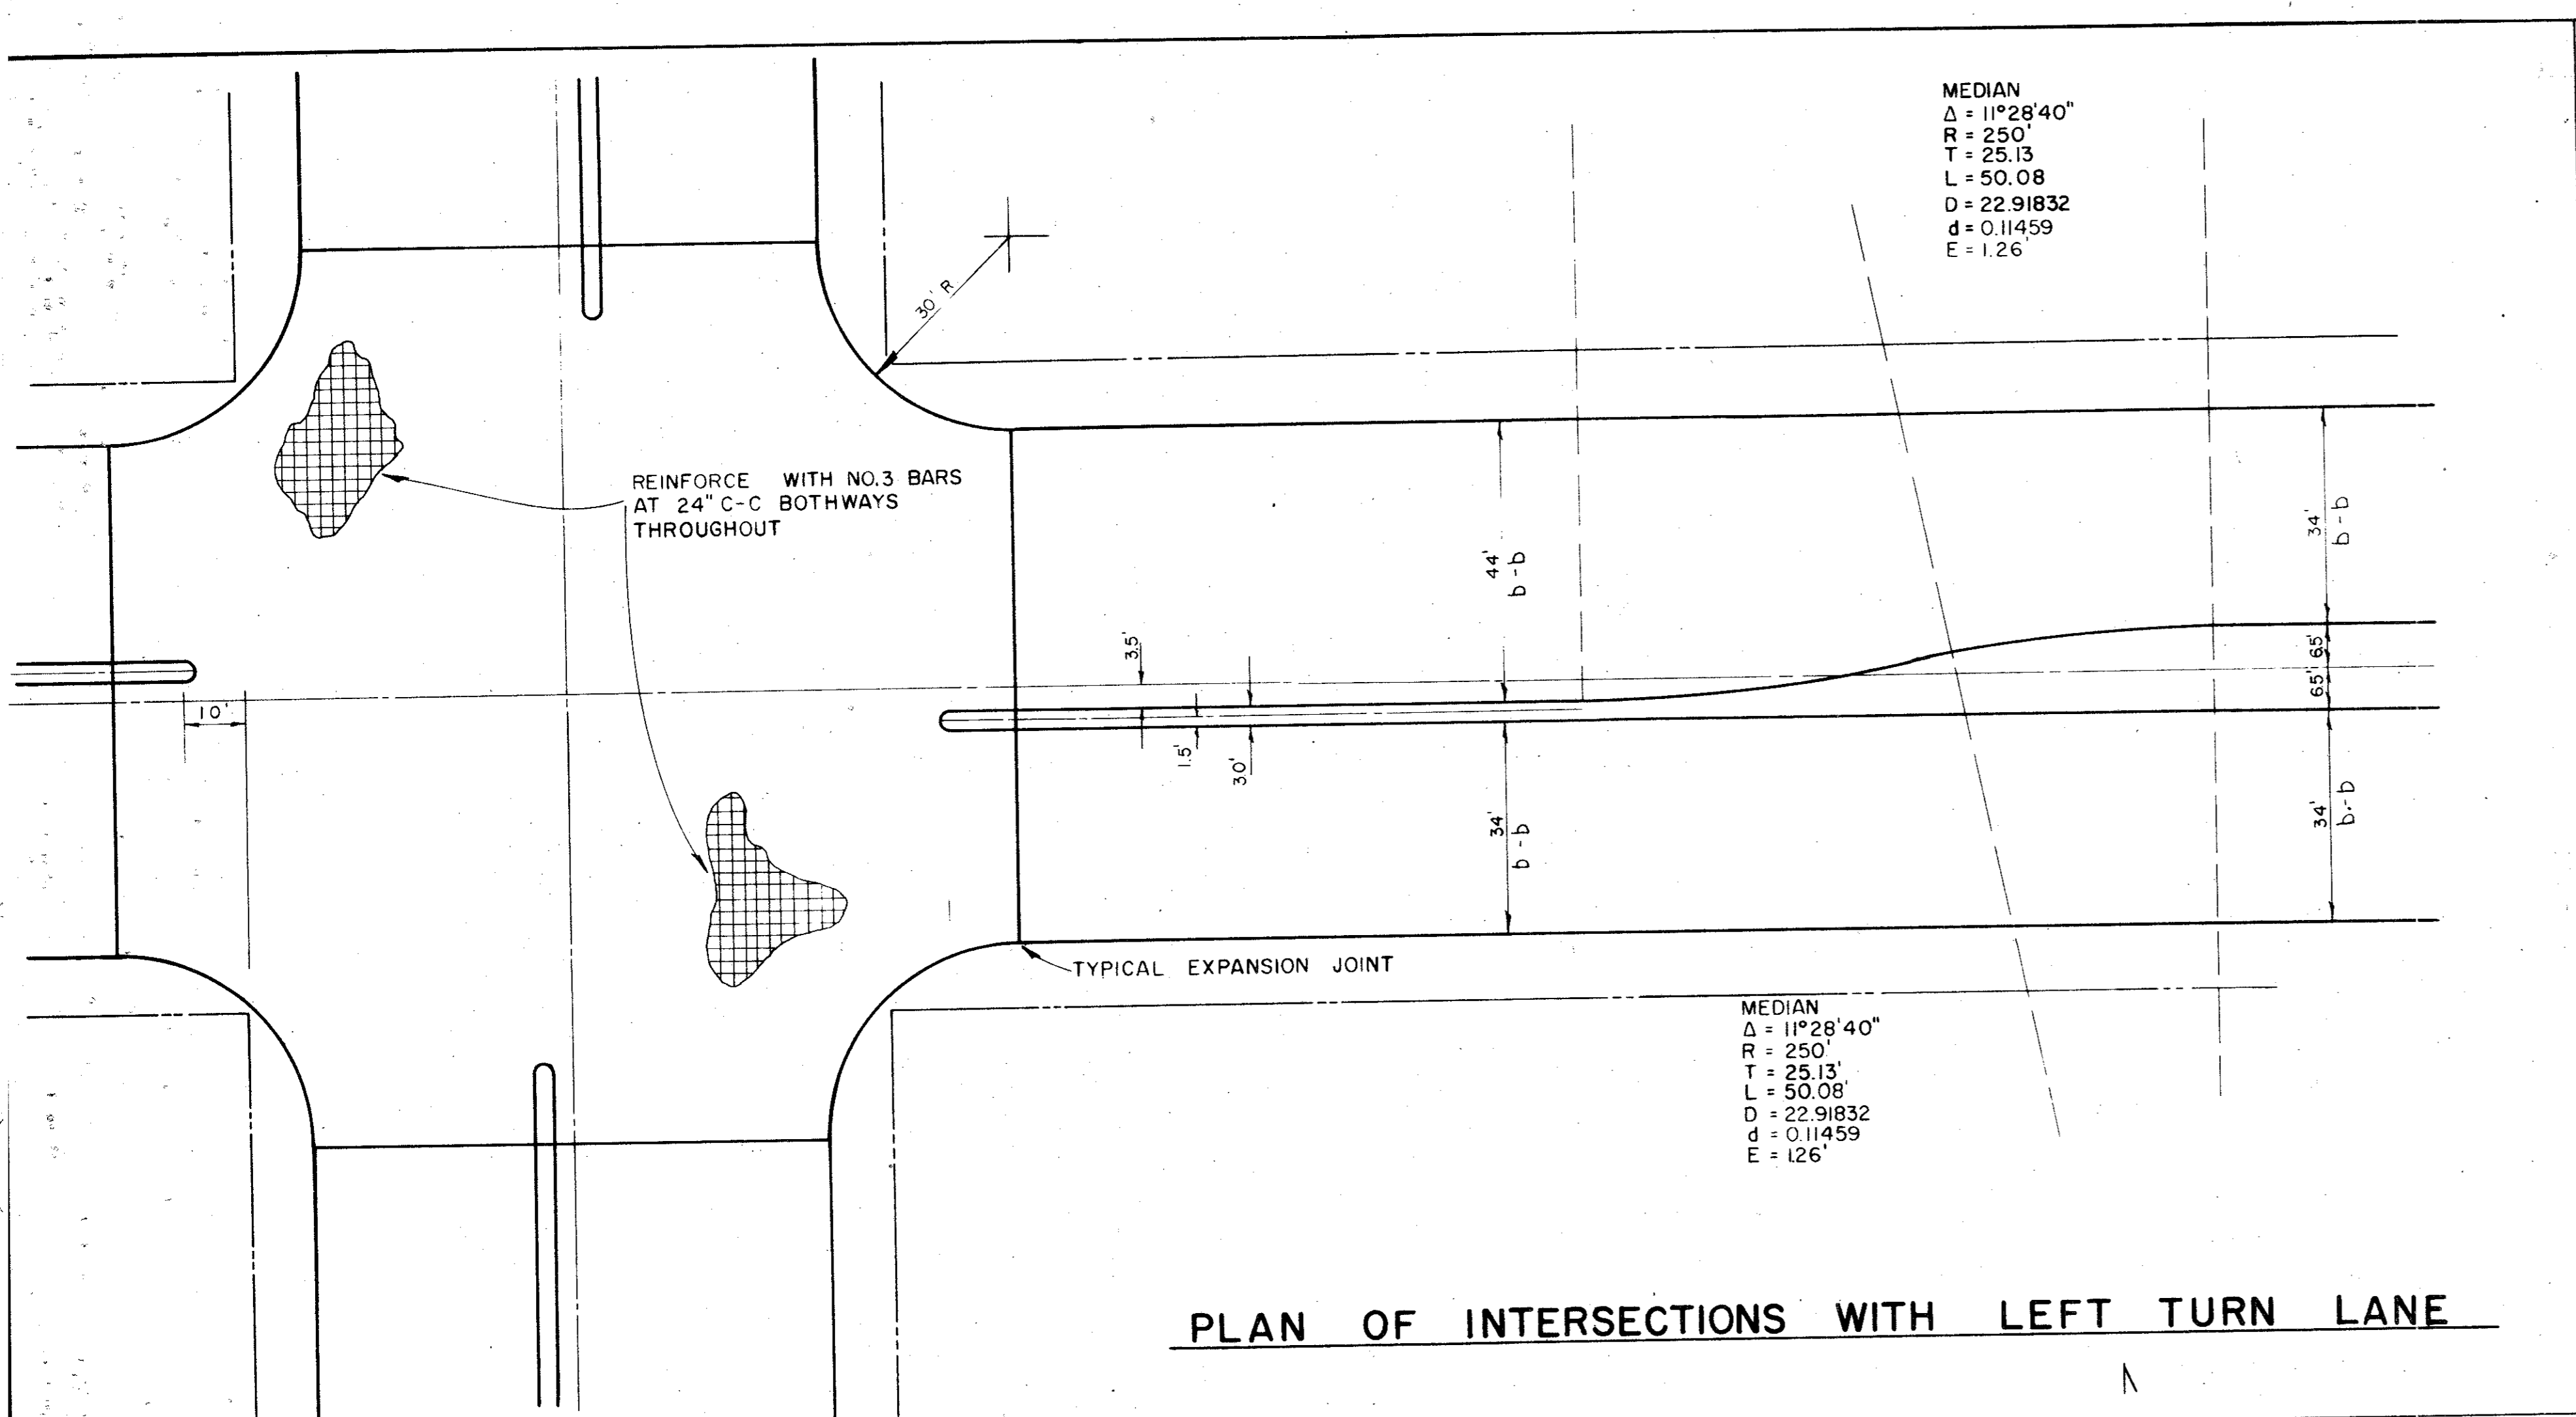 MEDIAN
Δ = 11°28'40"
R = 250'
T = 25.13
L = 50.08
D = 22.91832
d = 0.11459
E = 1.26'
30' R
REINFORCE WITH NO.3 BARS
AT 24" C-C BOTHWAYS
THROUGHOUT
44'
b-b
34'
b-b
3.5'
6.5'
6.5'
10'
1.5'
3.0'
34'
b-b
34'
b-b
TYPICAL EXPANSION JOINT
MEDIAN
Δ = 11°28'40"
R = 250'
T = 25.13'
L = 50.08'
D = 22.91832
d = 0.11459
E = 1.26'
PLAN OF INTERSECTIONS WITH LEFT TURN LANE